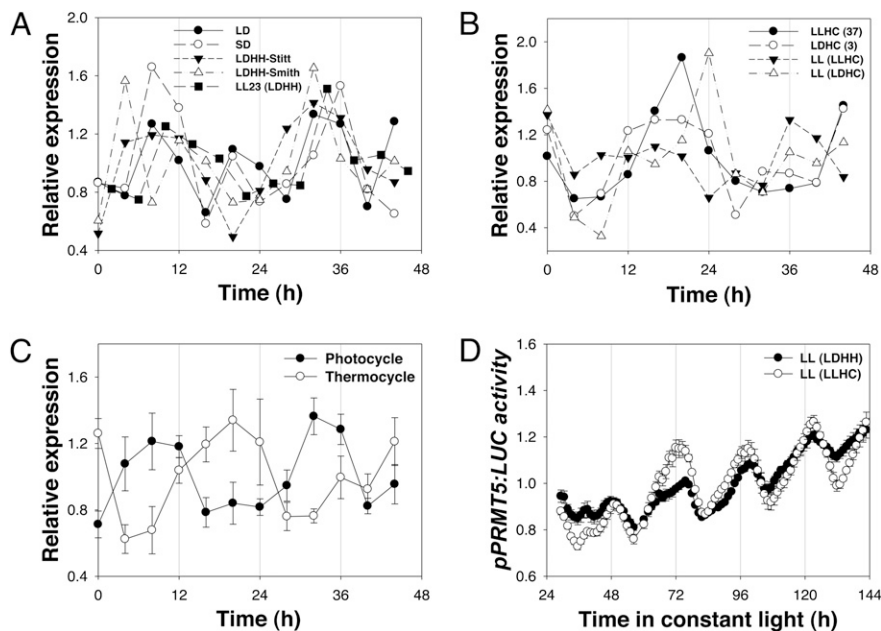 A
Relative expression
2.0
1.6
1.2
0.8
0.4
LD
SD
LDHH-Stitt
LDHH-Smith
LL23 (LDHH)
0 12 24 36 48
Time (h)
B
Relative expression
2.0
1.6
1.2
0.8
0.4
LLHC (37)
LDHC (3)
LL (LLHC)
LL (LDHC)
0 12 24 36 48
Time (h)
C
Relative expression
1.6
1.2
0.8
0.4
Photocycle
Thermocycle
0 12 24 36 48
Time (h)
D
pPRMT5:LUC activity
1.6
1.4
1.2
1.0
0.8
0.6
LL (LDHH)
LL (LLHC)
24 48 72 96 120 144
Time in constant light (h)